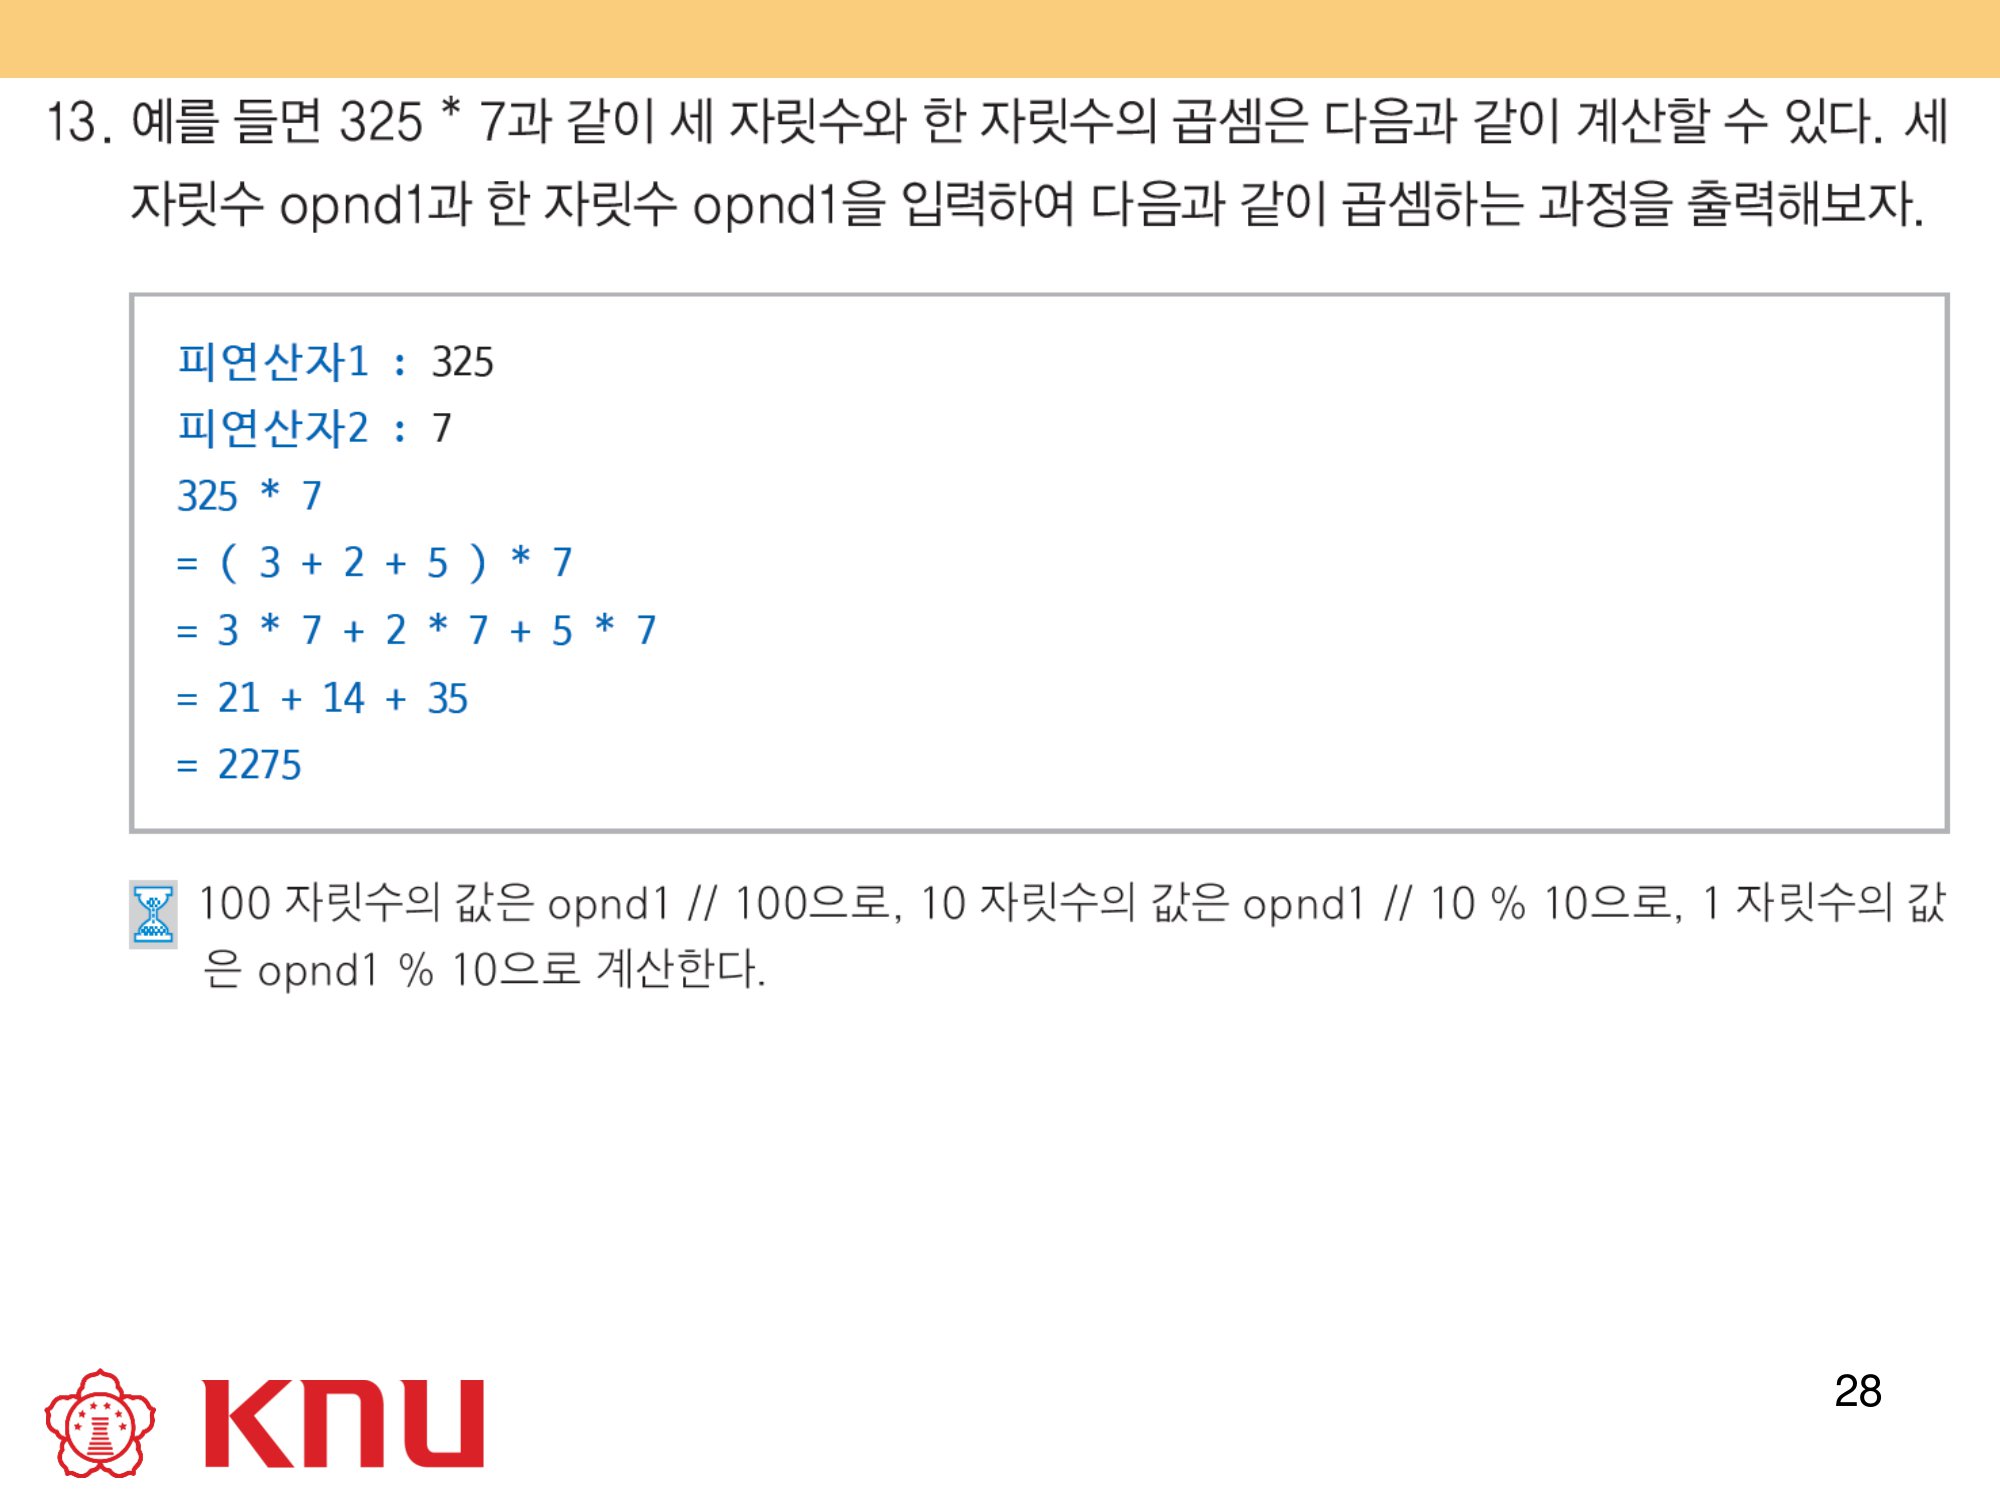 13. 예를 들면 325 * 7과 같이 세 자릿수와 한 자릿수의 곱셈은 다음과 같이 계산할 수 있다. 세
자릿수 opnd1과 한 자릿수 opnd1을 입력하여 다음과 같이 곱셈하는 과정을 출력해보자.
피연산자1 : 325
피연산자2 : 7
325 * 7
= ( 3 + 2 + 5 ) * 7
= 3 * 7 + 2 * 7 + 5 * 7
= 21 + 14 + 35
= 2275
100 자릿수의 값은 opnd1 // 100으로, 10 자릿수의 값은 opnd1 // 10 % 10으로, 1 자릿수의 값
은 opnd1 % 10으로 계산한다.
KNU
28